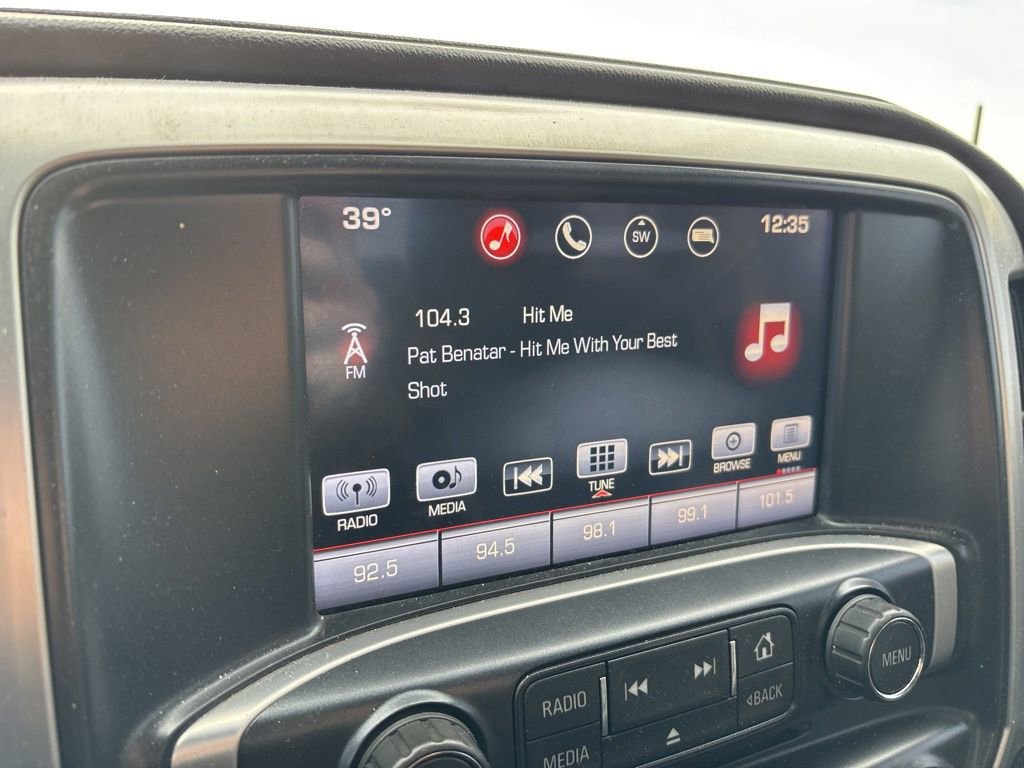 39° SW 12:35
104.3 Hit Me
FM Pat Benatar - Hit Me With Your Best
Shot
RADIO MEDIA TUNE BROWSE MENU
92.5 94.5 98.1 99.1 101.5
RADIO
MEDIA
BACK
MENU